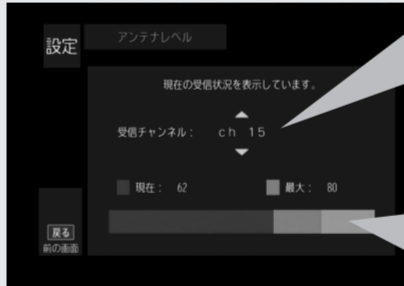 設定
アンテナレベル
現在の受信状況を表示しています。
受信チャンネル： ch 15
現在： 62 最大： 80
戻る
前の画面